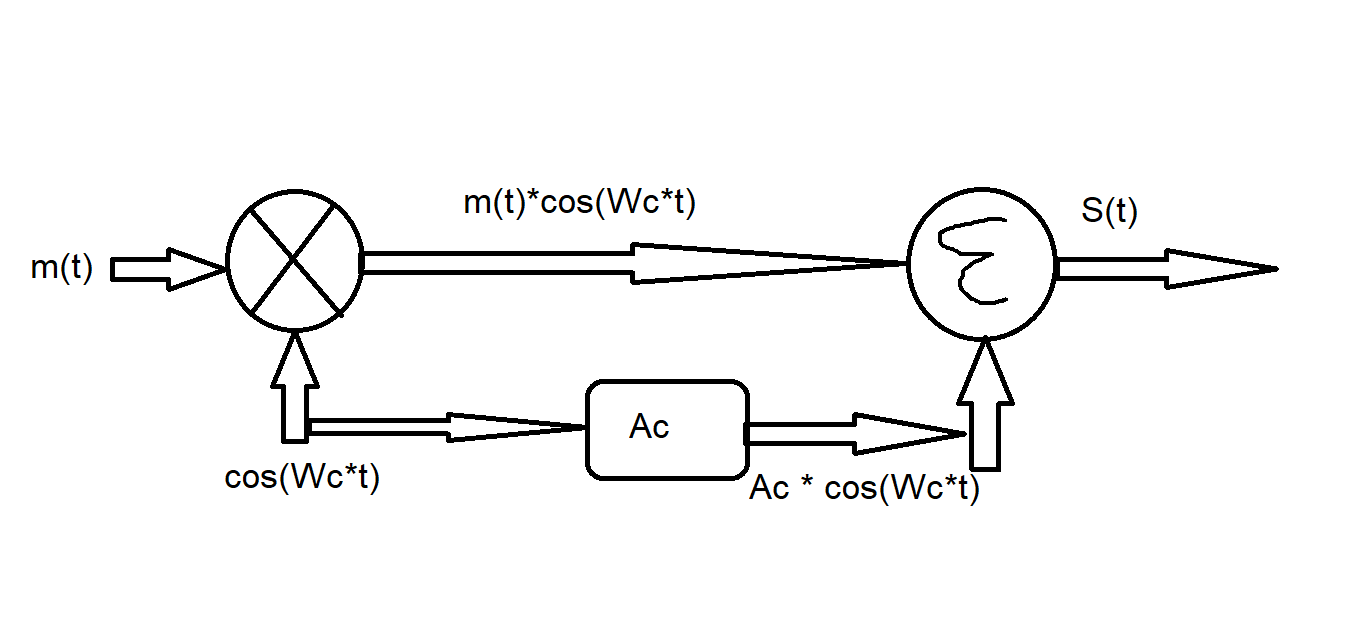 m(t)*cos(Wc*t)
S(t)
m(t)
Σ
Ac
cos(Wc*t)
Ac * cos(Wc*t)